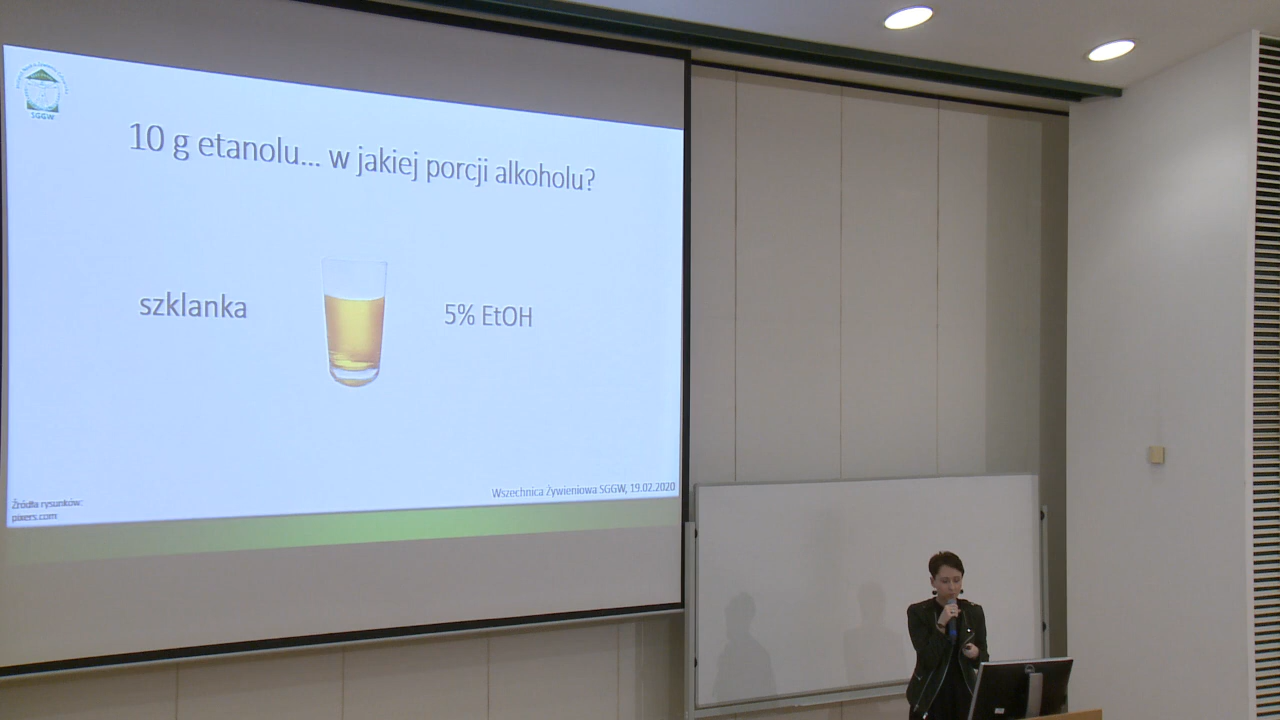 SGGW
10 g etanolu... w jakiej porcji alkoholu?
szklanka
5% EtOH
Źródła rysunków:
pixers.com
Wszechnica Żywieniowa SGGW, 19.02.2020